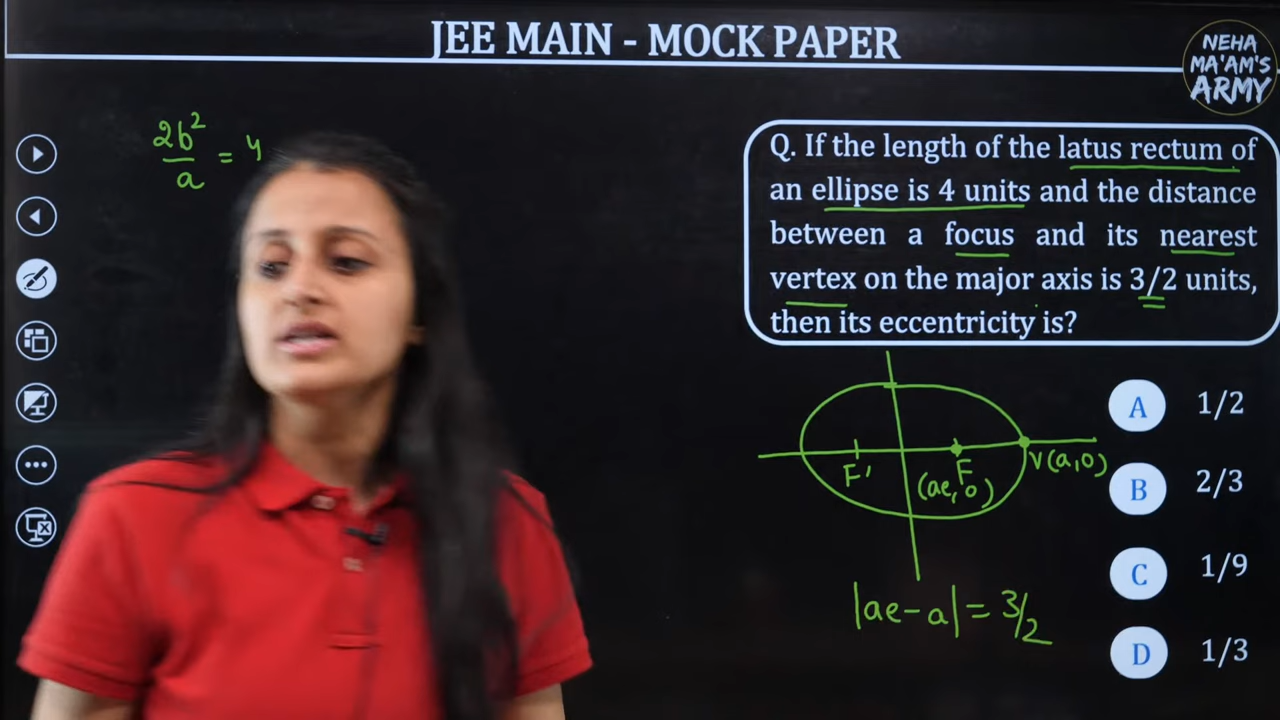 JEE MAIN - MOCK PAPER
NEHA
MA'AM'S
ARMY
2b²/a = 4
Q. If the length of the latus rectum of
an ellipse is 4 units and the distance
between a focus and its nearest
vertex on the major axis is 3/2 units,
then its eccentricity is?
F'
F
(ae, 0)
V(a,0)
|ae-a| = 3/2
A 1/2
B 2/3
C 1/9
D 1/3